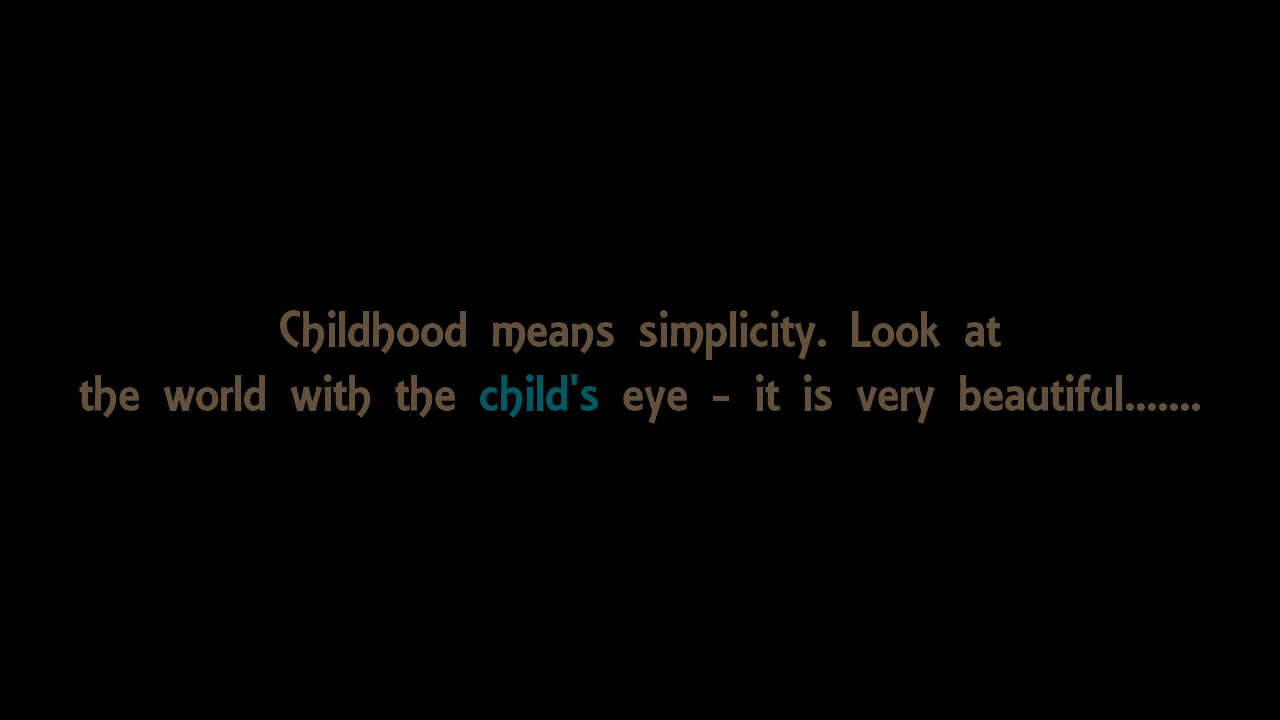 Childhood means simplicity. Look at
the world with the child's eye - it is very beautiful.......